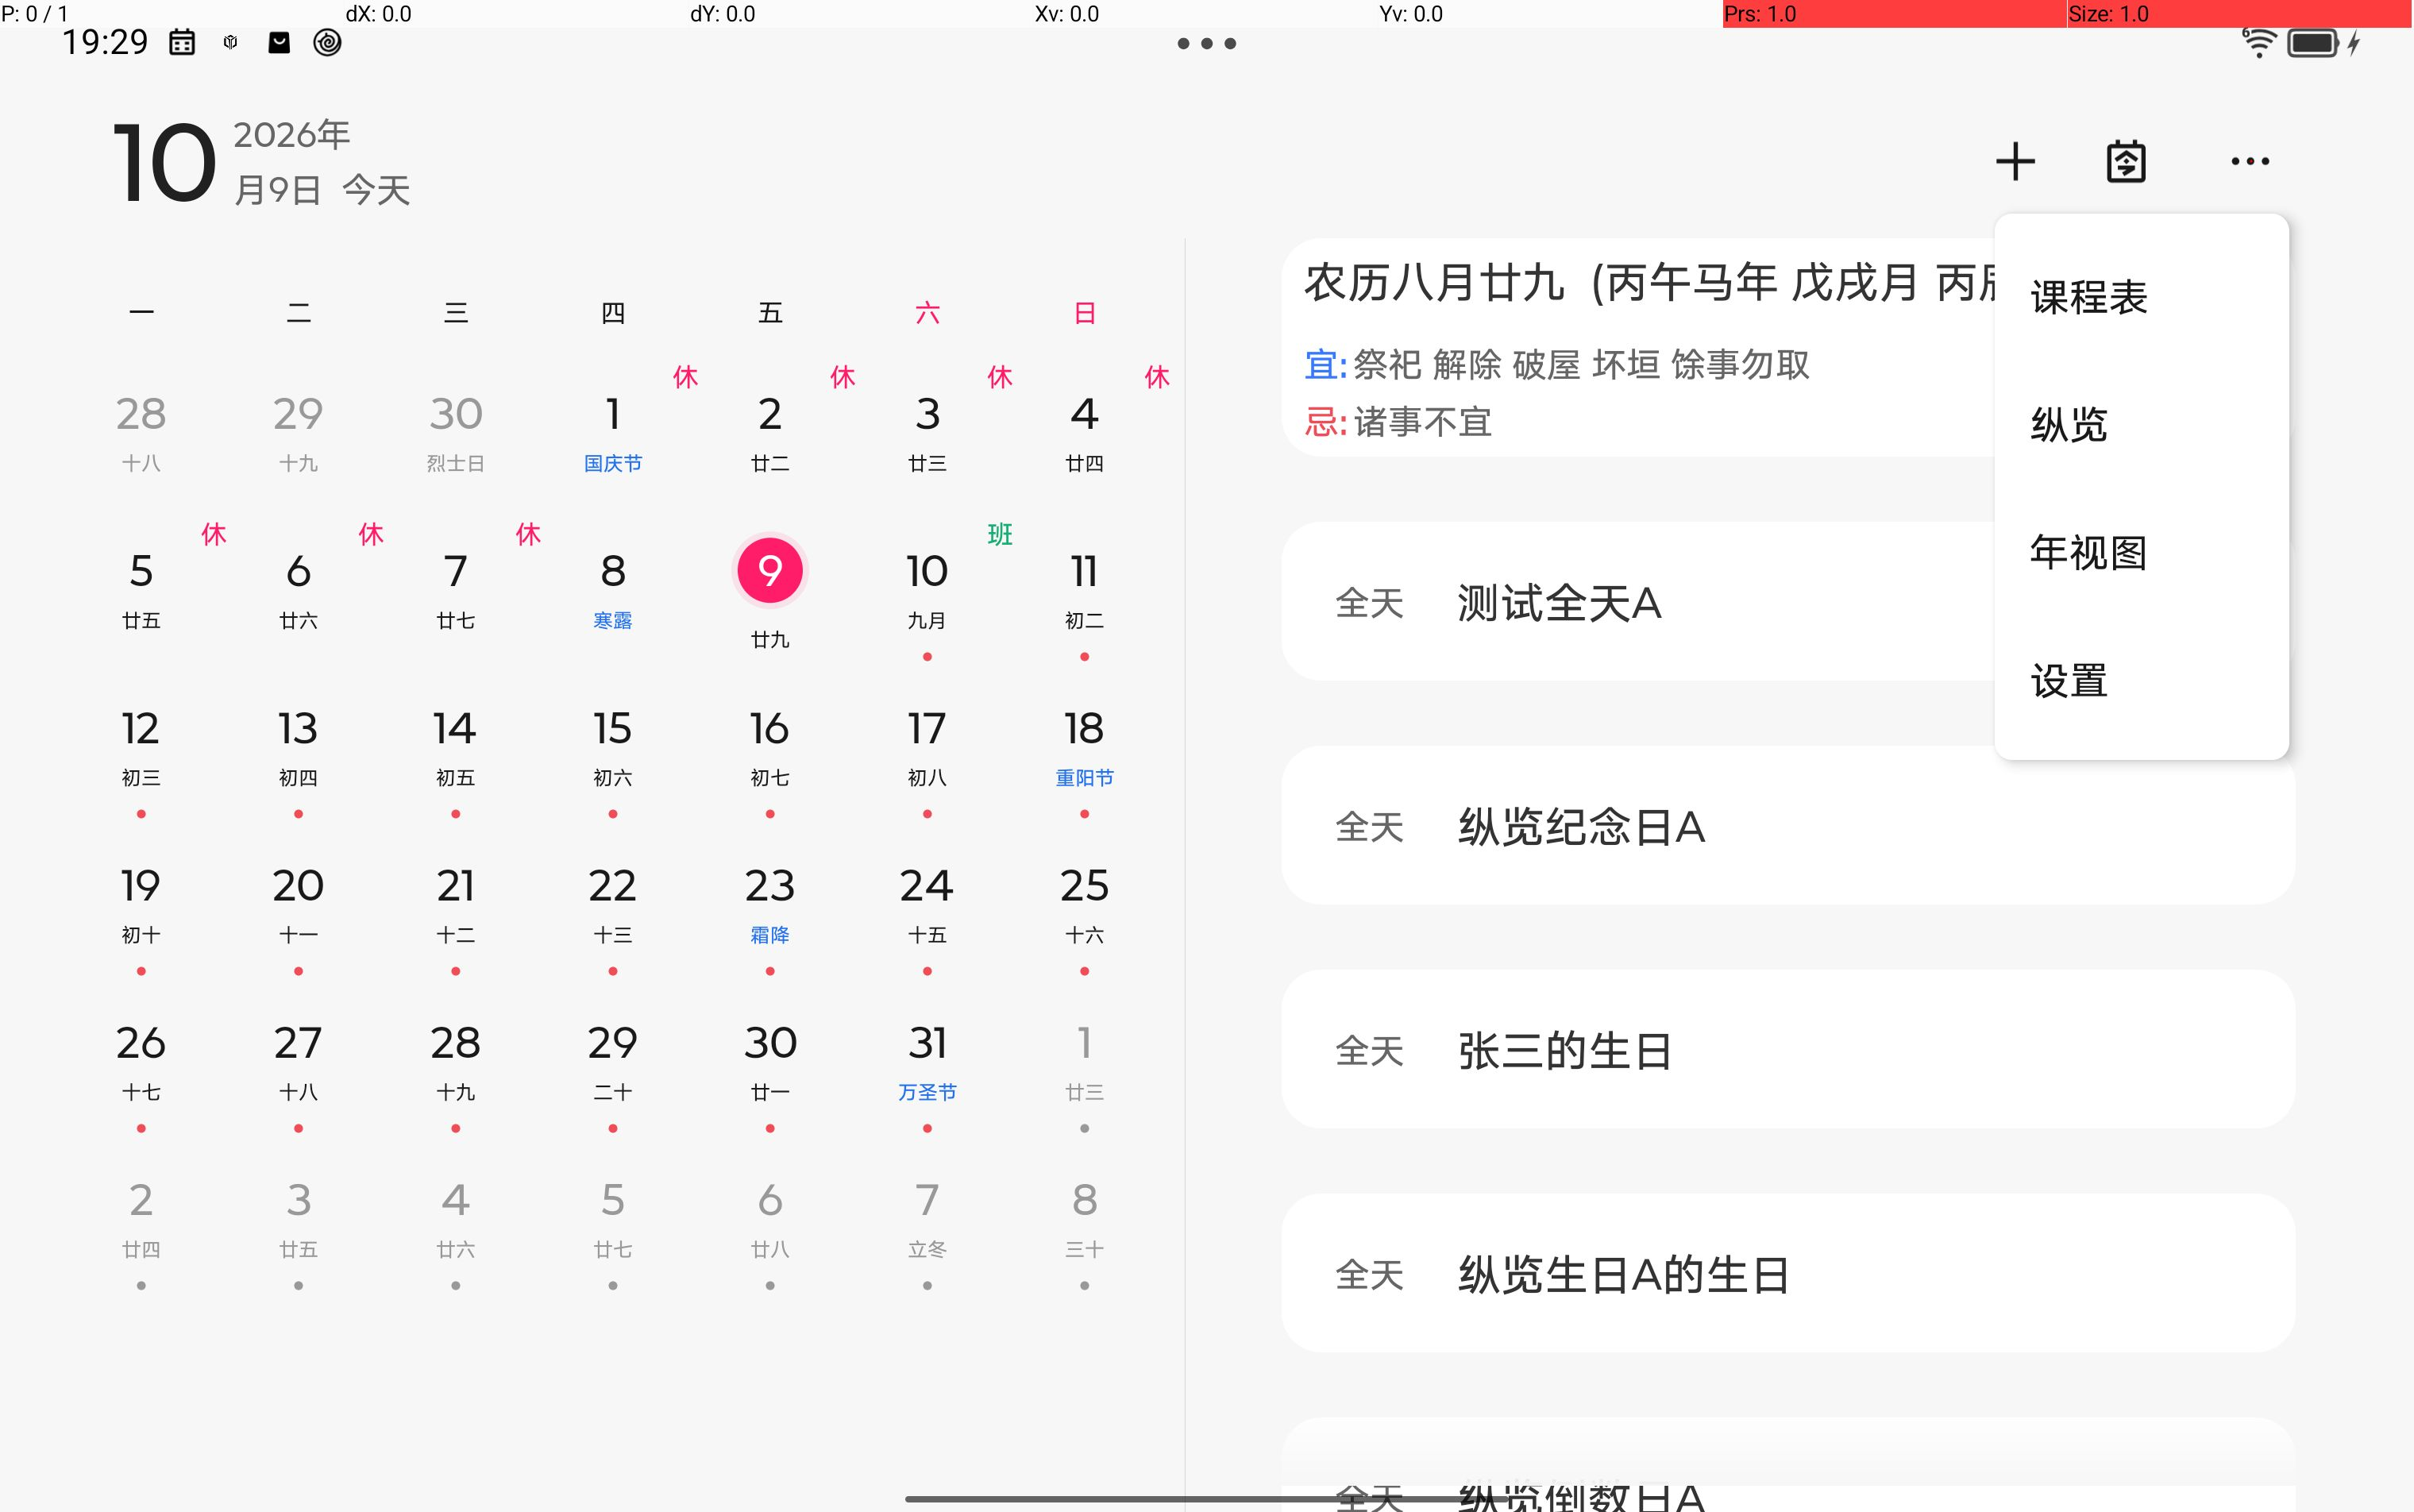 P: 0 / 1 dX: 0.0 dY: 0.0 Xv: 0.0 Yv: 0.0 Prs: 1.0 Size: 1.0
19:29
10 2026年
月9日 今天
一 二 三 四 五 六 日
休 休 休 休
28 29 30 1 2 3 4
十八 十九 烈士日 国庆节 廿二 廿三 廿四
休 休 休 班
5 6 7 8 9 10 11
廿五 廿六 廿七 寒露 廿九 九月 初二
12 13 14 15 16 17 18
初三 初四 初五 初六 初七 初八 重阳节
19 20 21 22 23 24 25
初十 十一 十二 十三 霜降 十五 十六
26 27 28 29 30 31 1
十七 十八 十九 二十 廿一 万圣节 廿三
2 3 4 5 6 7 8
廿四 廿五 廿六 廿七 廿八 立冬 三十
今
农历八月廿九 (丙午马年 戊戌月 丙
宜: 祭祀 解除 破屋 坏垣 馀事勿取
忌: 诸事不宜
全天 测试全天A
全天 纵览纪念日A
全天 张三的生日
全天 纵览生日A的生日
全天 纵览倒数日A
课程表
纵览
年视图
设置